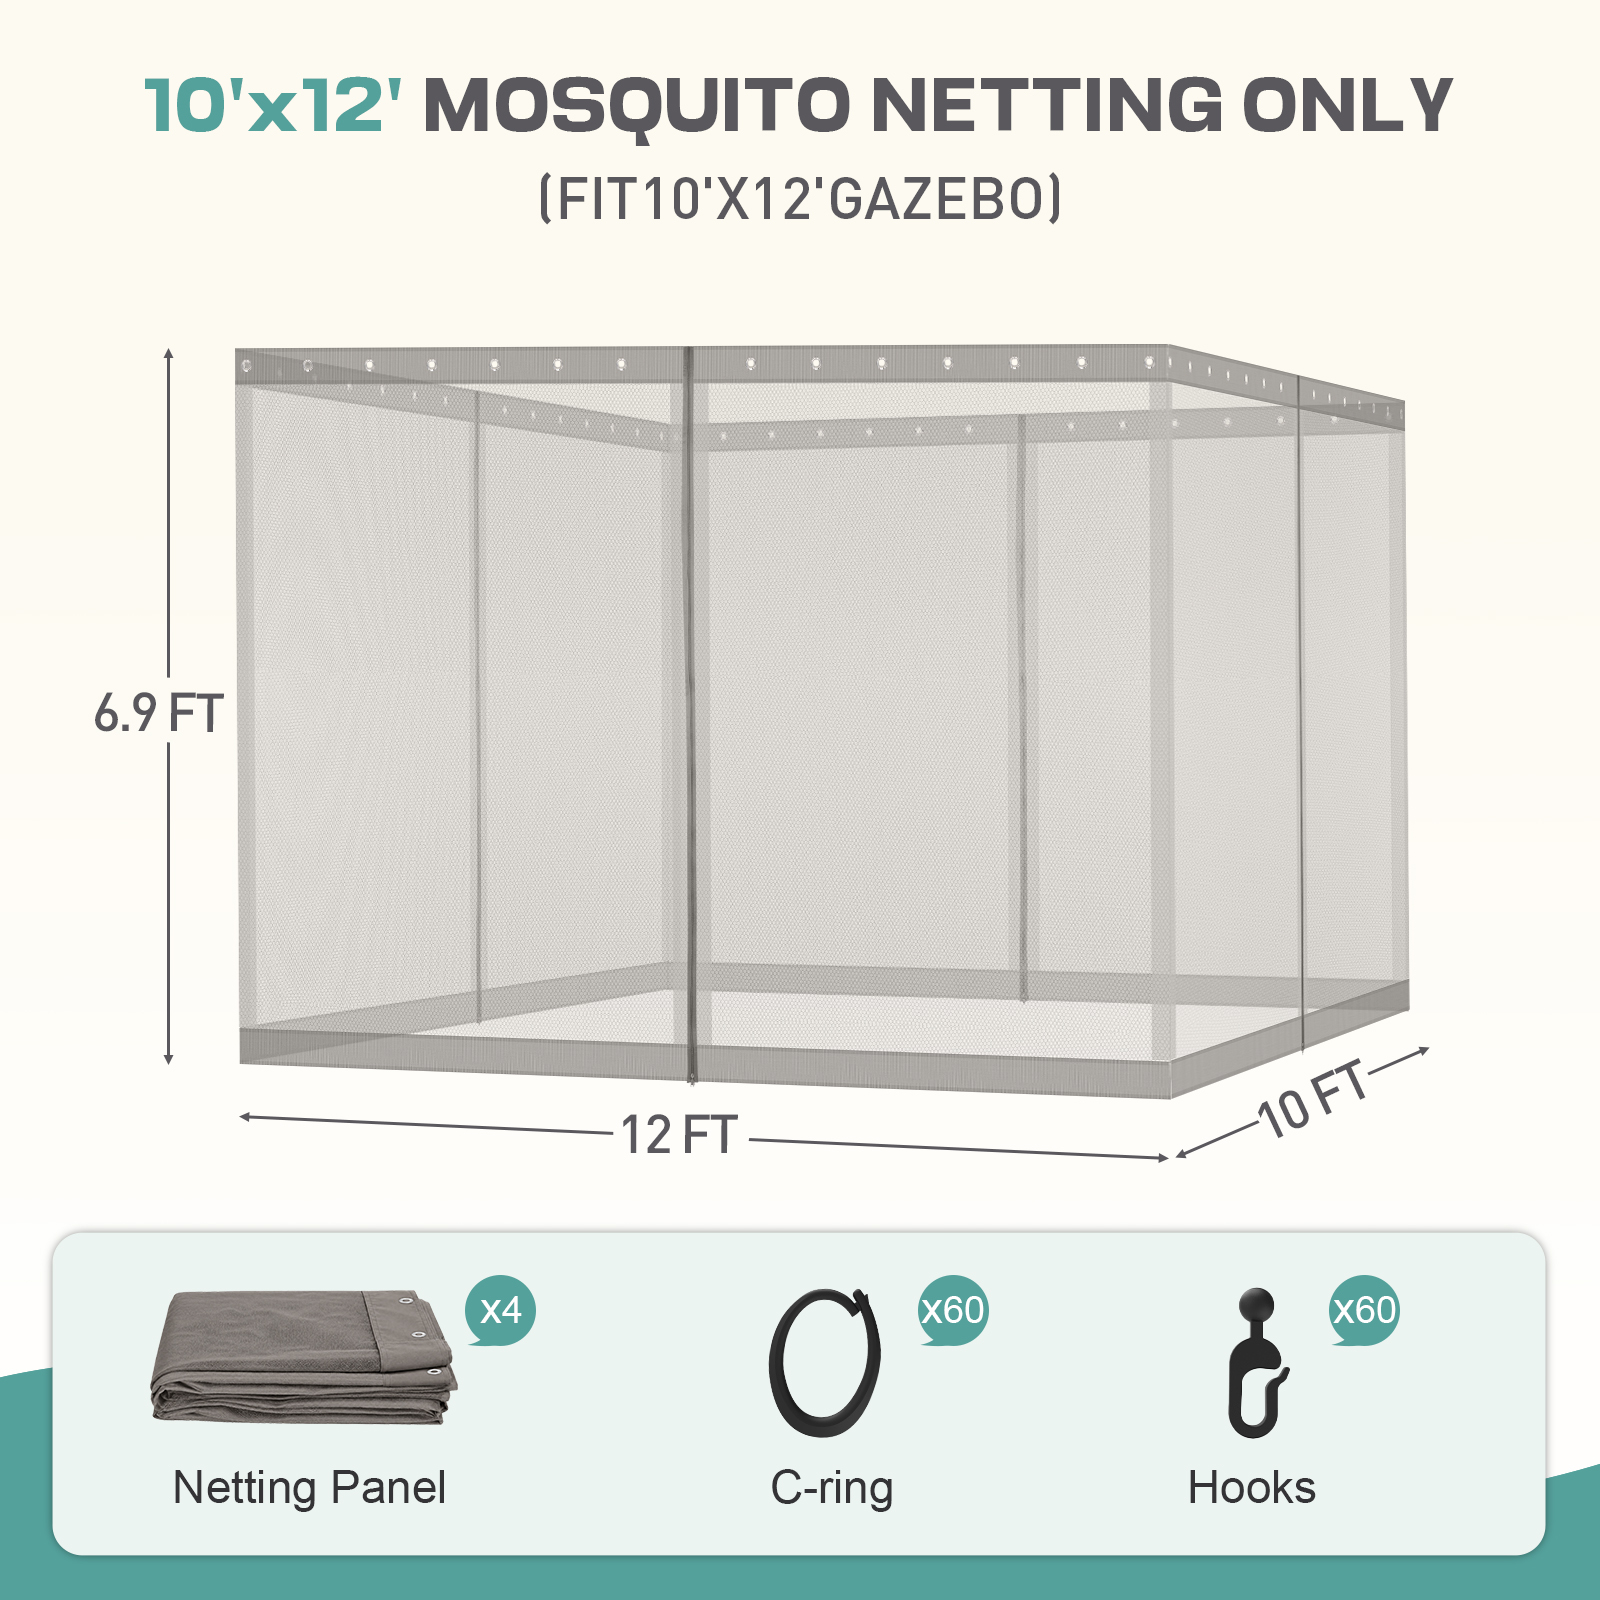 10'x12' MOSQUITO NETTING ONLY
(FIT10'X12'GAZEBO)
6.9 FT
12 FT
10 FT
x4
x60
x60
Netting Panel
C-ring
Hooks